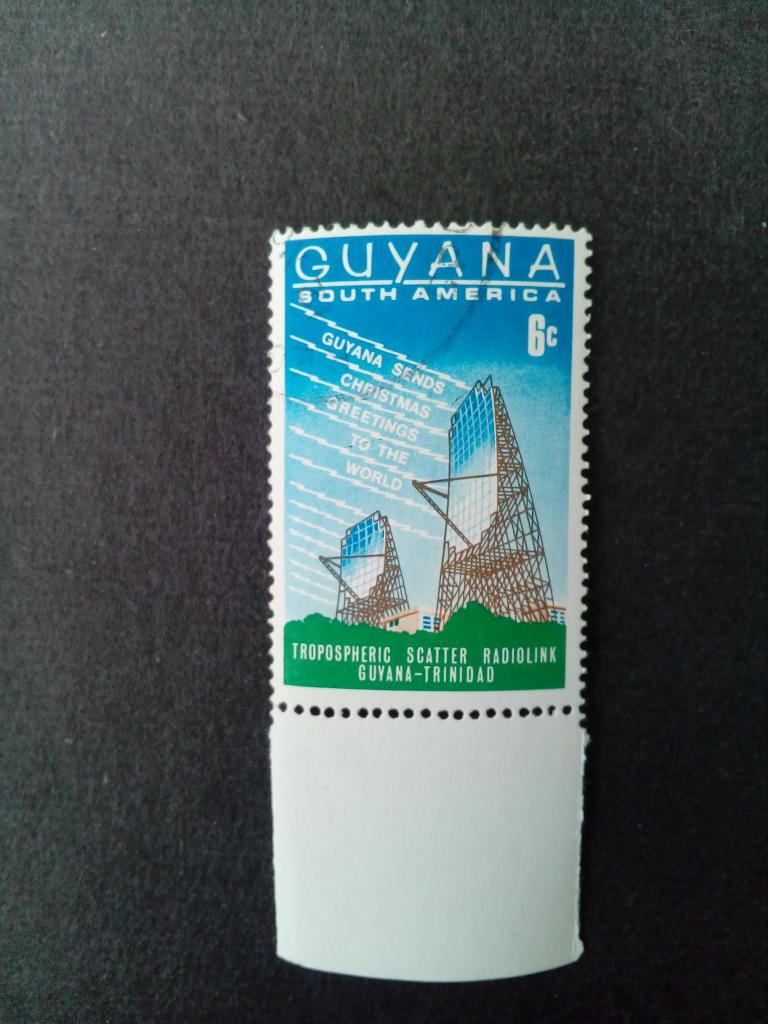 GUYANA
SOUTH AMERICA
6c
GUYANA SENDS
CHRISTMAS
GREETINGS
TO THE
WORLD
TROPOSPHERIC SCATTER RADIOLINK
GUYANA-TRINIDAD